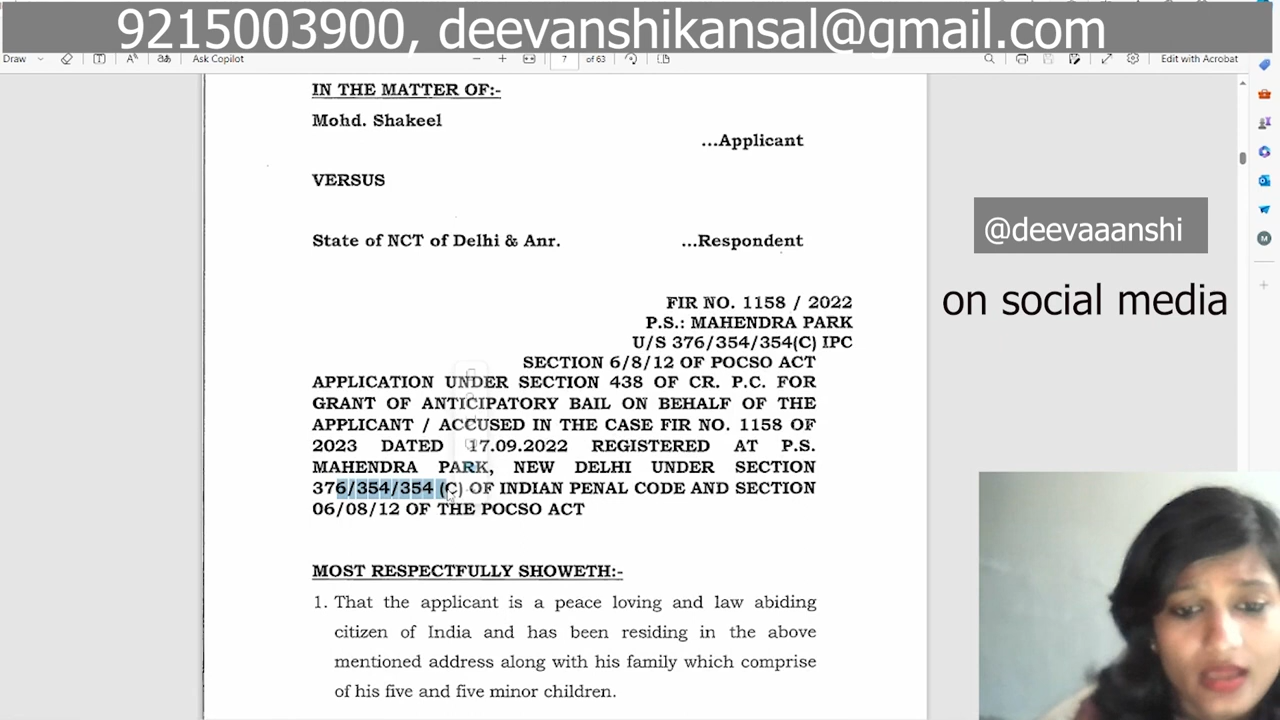 9215003900, deevanshikansal@gmail.com
Draw
Ask Copilot
7 of 63
Edit with Acrobat
IN THE MATTER OF:-
Mohd. Shakeel
...Applicant
VERSUS
State of NCT of Delhi & Anr. ...Respondent
@deevaaanshi
on social media
FIR NO. 1158 / 2022
P.S.: MAHENDRA PARK
U/S 376/354/354(C) IPC
SECTION 6/8/12 OF POCSO ACT
APPLICATION UNDER SECTION 438 OF CR. P.C. FOR
GRANT OF ANTICIPATORY BAIL ON BEHALF OF THE
APPLICANT / ACCUSED IN THE CASE FIR NO. 1158 OF
2023 DATED 17.09.2022 REGISTERED AT P.S.
MAHENDRA PARK, NEW DELHI UNDER SECTION
376/354/354 (C) OF INDIAN PENAL CODE AND SECTION
06/08/12 OF THE POCSO ACT
MOST RESPECTFULLY SHOWETH:-
1. That the applicant is a peace loving and law abiding
citizen of India and has been residing in the above
mentioned address along with his family which comprise
of his five and five minor children.